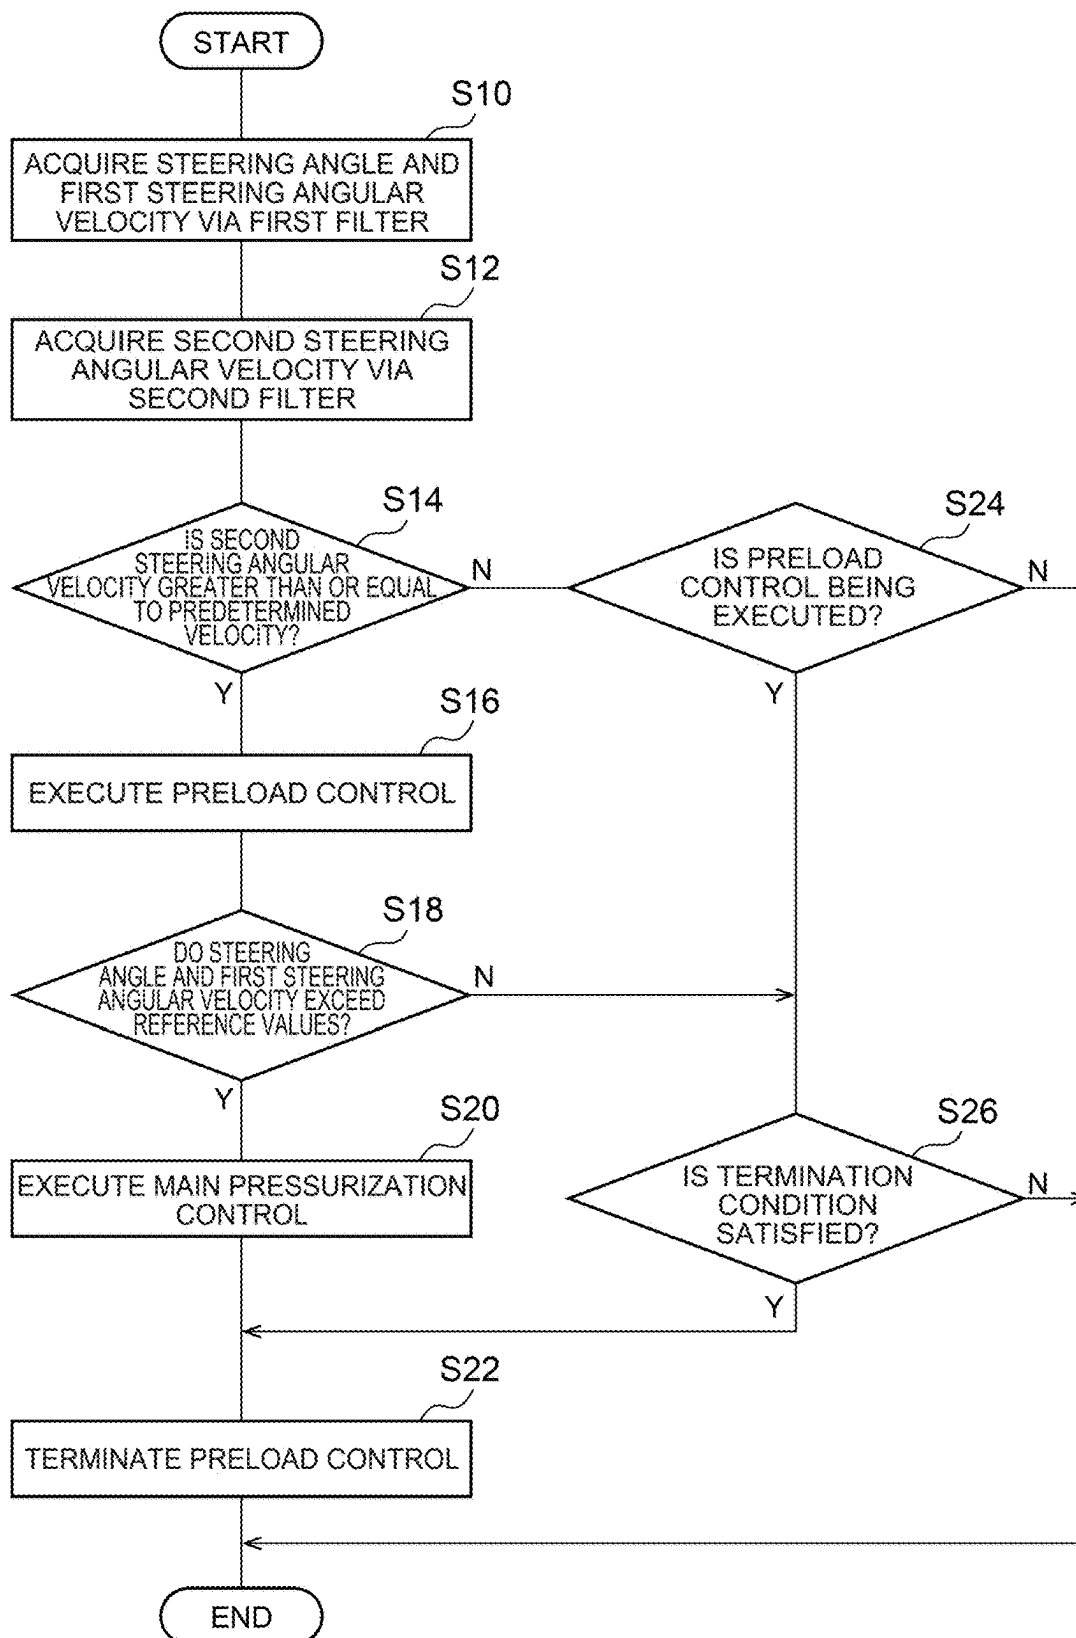 START
S10
ACQUIRE STEERING ANGLE AND
FIRST STEERING ANGULAR
VELOCITY VIA FIRST FILTER
S12
ACQUIRE SECOND STEERING
ANGULAR VELOCITY VIA
SECOND FILTER
S14
IS SECOND
STEERING ANGULAR
VELOCITY GREATER THAN OR EQUAL
TO PREDETERMINED
VELOCITY?
N
Y
S24
IS PRELOAD
CONTROL BEING
EXECUTED?
N
Y
S16
EXECUTE PRELOAD CONTROL
S18
DO STEERING
ANGLE AND FIRST STEERING
ANGULAR VELOCITY EXCEED
REFERENCE VALUES?
N
Y
S20
EXECUTE MAIN PRESSURIZATION
CONTROL
S26
IS TERMINATION
CONDITION
SATISFIED?
N
Y
S22
TERMINATE PRELOAD CONTROL
END